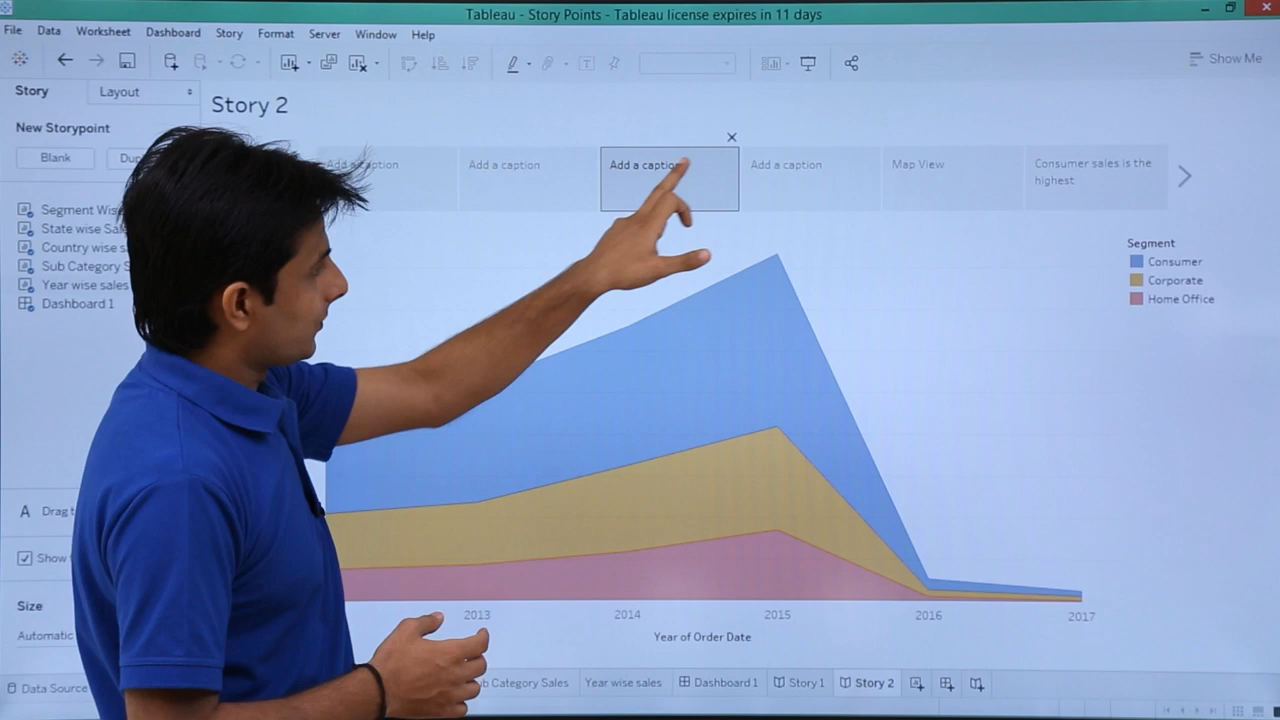 Tableau - Story Points - Tableau license expires in 11 days
File Data Worksheet Dashboard Story Format Server Window Help
Show Me
Story Layout
Story 2
New Storypoint
Blank
Add a caption
Add a caption
Add a caption
Add a caption
Map View
Consumer sales is the
highest
Segment
State wise
Country wise
Sub Category
Year wise sales
Dashboard 1
Segment
Consumer
Corporate
Home Office
A Drag
Show
Size
Automatic
2013 2014 2015 2016 2017
Year of Order Date
Data Source
Category Sales Year wise sales Dashboard 1 Story 1 Story 2